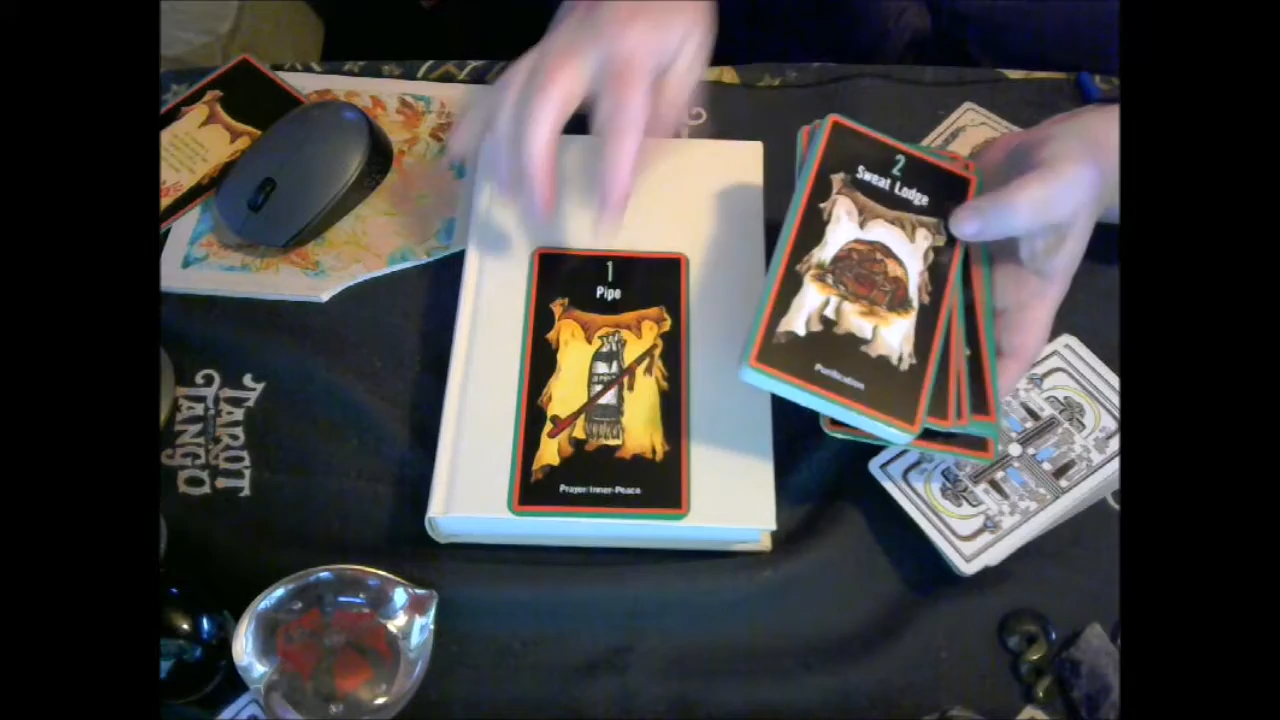 1
Pipe
Prayer/Inner-Peace
2
Sweat Lodge
Purification
TAROT
TANGO